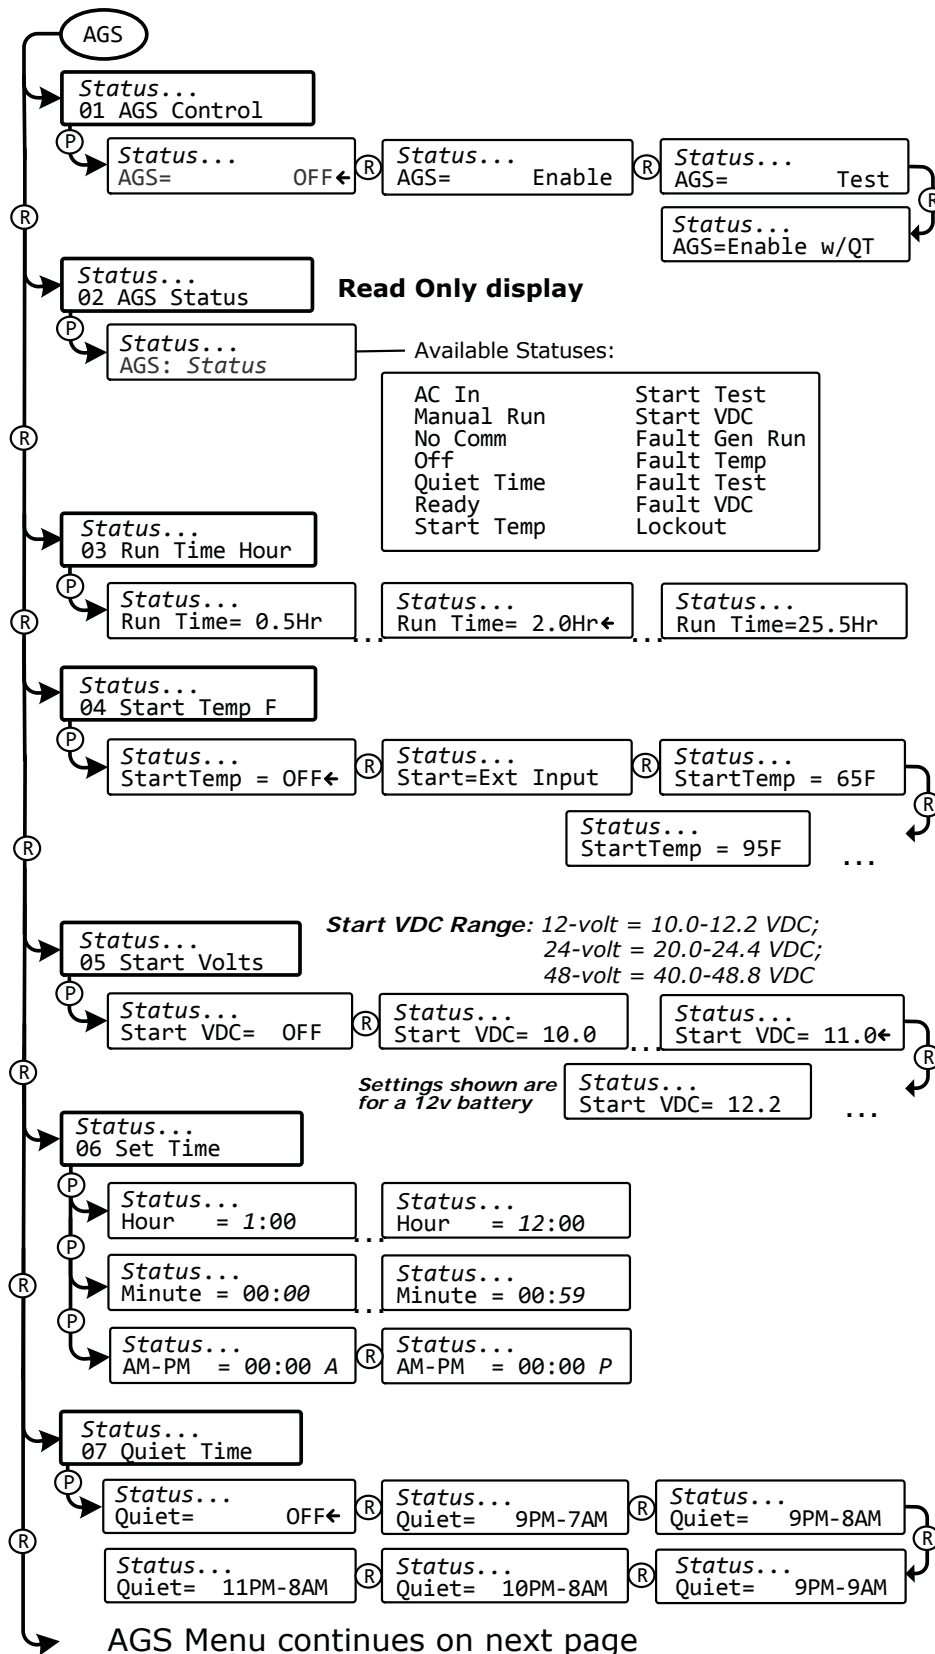 AGS
Status...
01 AGS Control
P
Status...
AGS= OFF←
R
Status...
AGS= Enable
R
Status...
AGS= Test
R
Status...
AGS=Enable w/QT
R
Status...
02 AGS Status
Read Only display
P
Status...
AGS: Status
Available Statuses:
AC In Start Test
Manual Run Start VDC
No Comm Fault Gen Run
Off Fault Temp
Quiet Time Fault Test
Ready Fault VDC
Start Temp Lockout
R
Status...
03 Run Time Hour
P
Status...
Run Time= 0.5Hr
...
Status...
Run Time= 2.0Hr←
...
Status...
Run Time=25.5Hr
R
Status...
04 Start Temp F
P
Status...
StartTemp = OFF←
R
Status...
Start=Ext Input
R
Status...
StartTemp = 65F
R
Status...
StartTemp = 95F
...
R
Status...
05 Start Volts
Start VDC Range: 12-volt = 10.0-12.2 VDC;
24-volt = 20.0-24.4 VDC;
48-volt = 40.0-48.8 VDC
P
Status...
Start VDC= OFF
R
Status...
Start VDC= 10.0
...
Status...
Start VDC= 11.0←
R
Settings shown are
for a 12v battery
Status...
Start VDC= 12.2
...
R
Status...
06 Set Time
P
Status...
Hour = 1:00
...
Status...
Hour = 12:00
P
Status...
Minute = 00:00
...
Status...
Minute = 00:59
R
P
Status...
AM-PM = 00:00 A
R
Status...
AM-PM = 00:00 P
Status...
07 Quiet Time
P
Status...
Quiet= OFF←
R
Status...
Quiet= 9PM-7AM
R
Status...
Quiet= 9PM-8AM
R
R
Status...
Quiet= 11PM-8AM
R
Status...
Quiet= 10PM-8AM
R
Status...
Quiet= 9PM-9AM
AGS Menu continues on next page